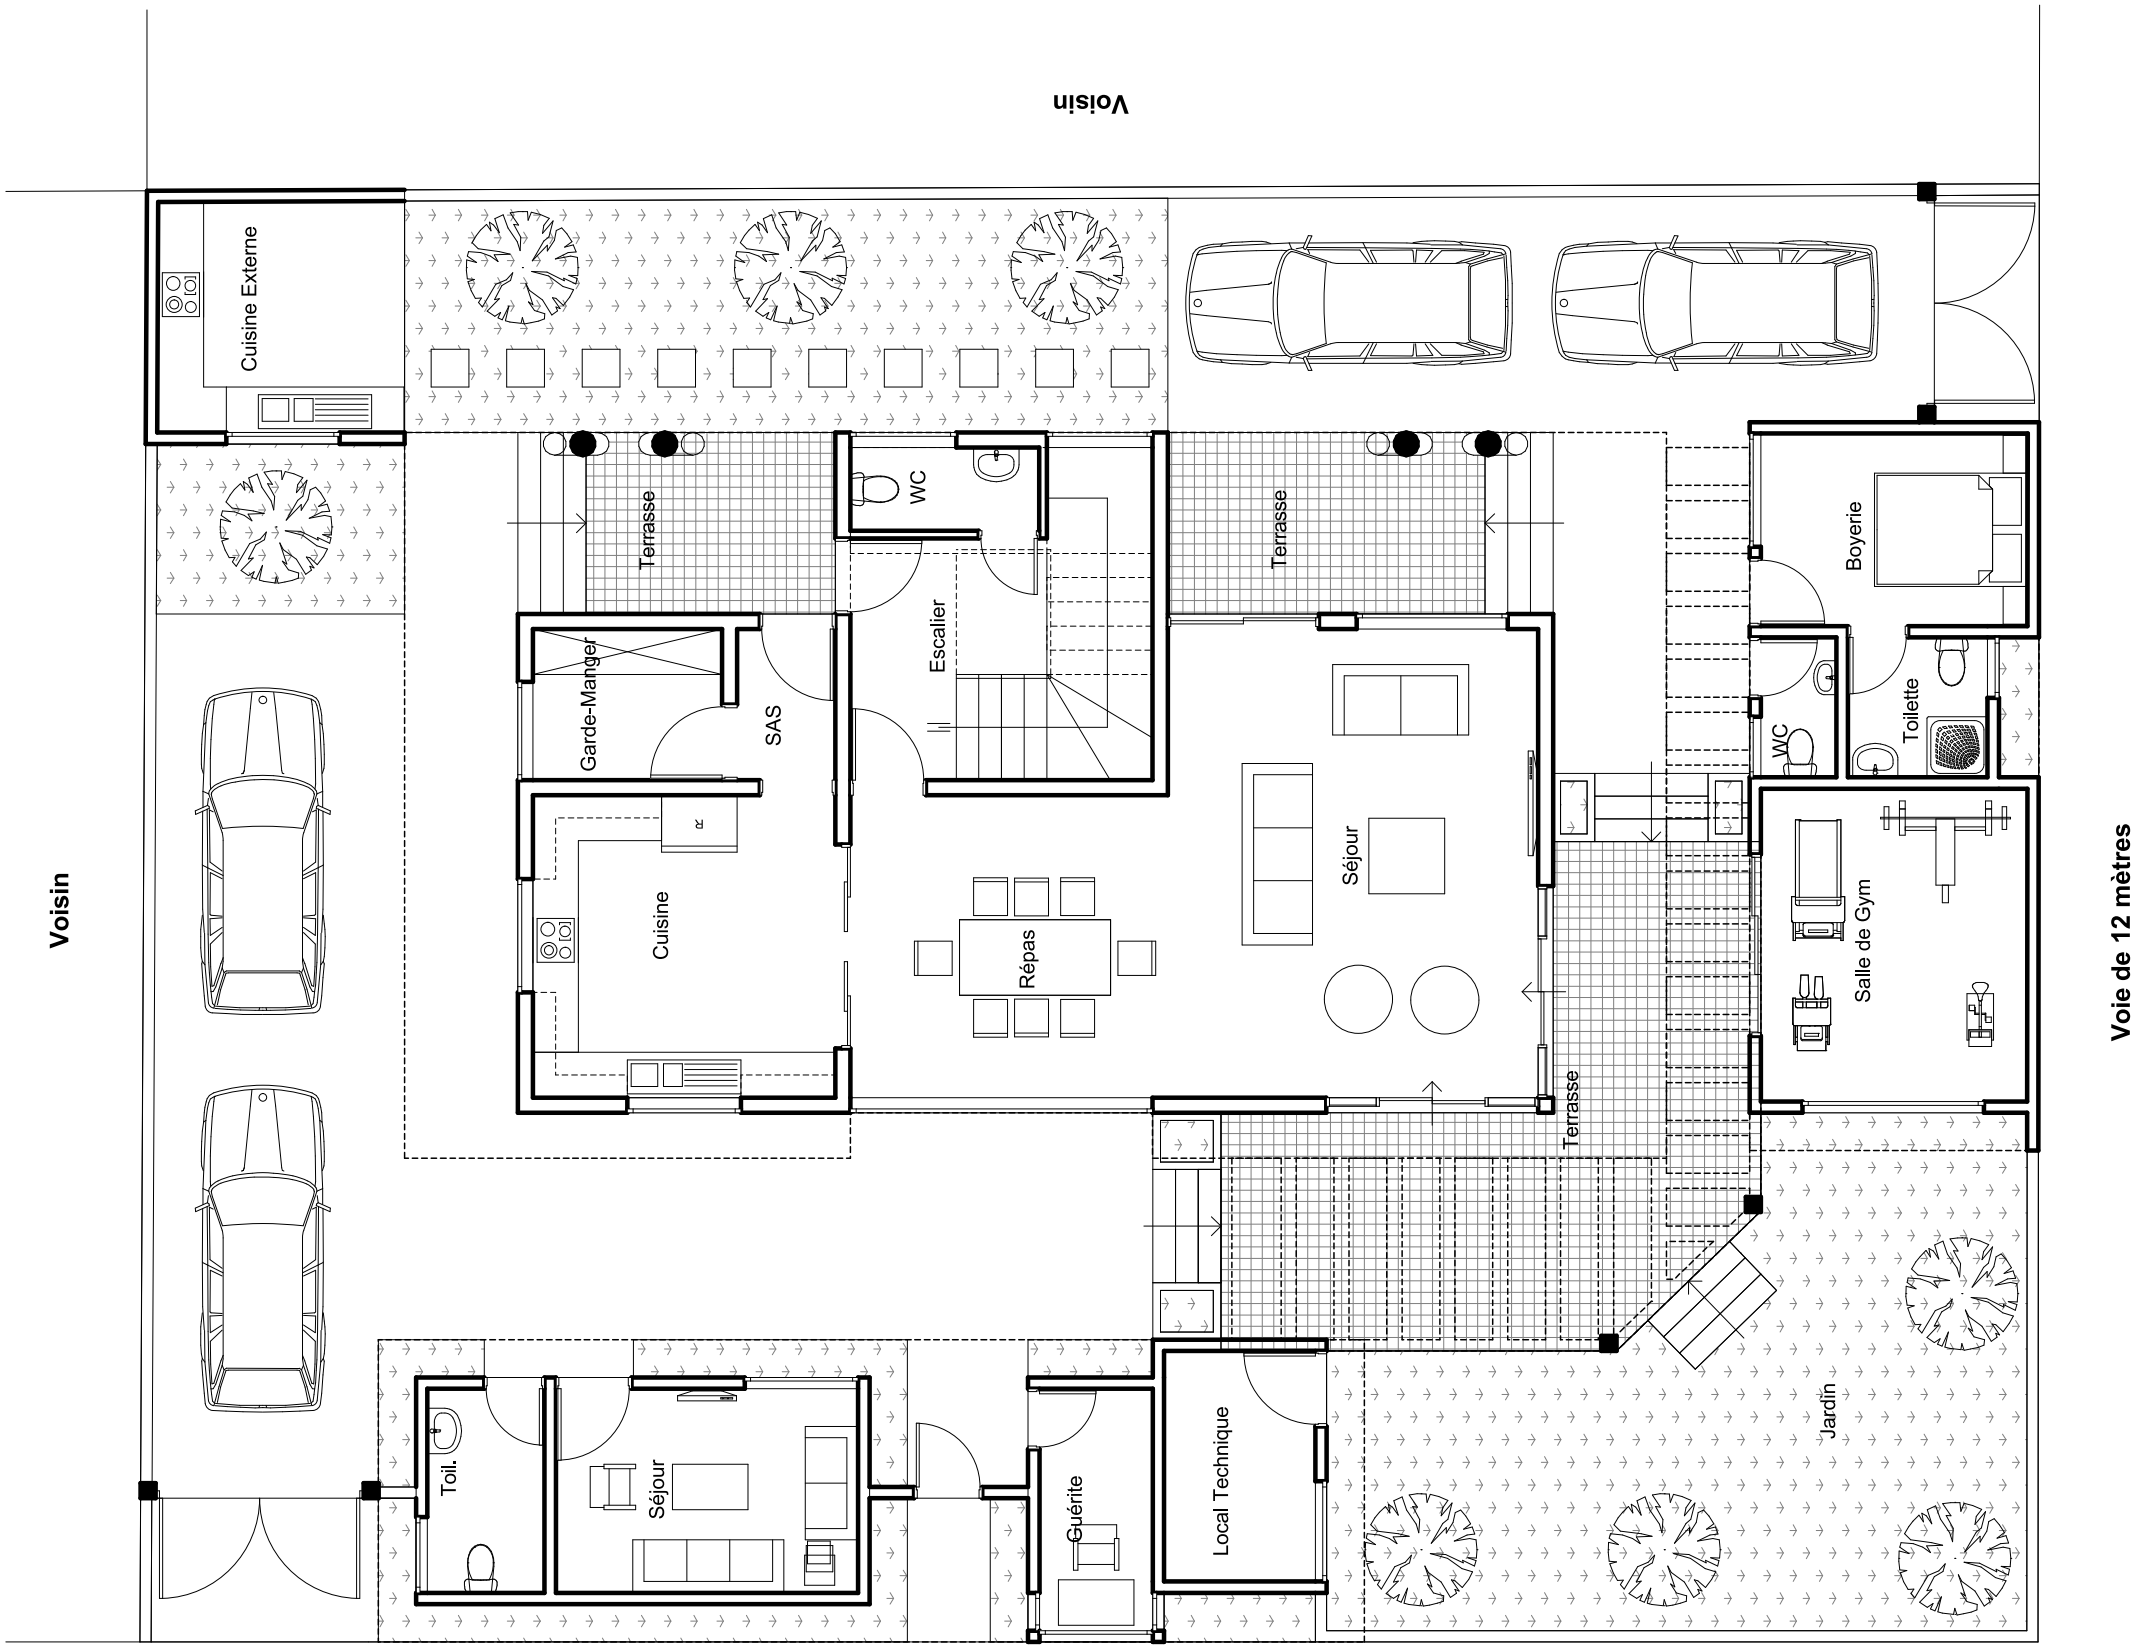 Voisin
Cuisine Externe
Terrasse
WC
Terrasse
Boyerie
Garde-Manger
Escalier
SAS
Toilette
WC
R
Voisin
Cuisine
Répas
Séjour
Salle de Gym
Voie de 12 mètres
Terrasse
Toil.
Séjour
Guérite
Local Technique
Jardin